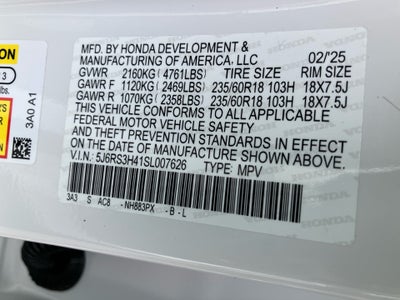 MFD. BY HONDA DEVELOPMENT &
MANUFACTURING OF AMERICA, LLC 02/'25
GVWR 2160KG (4761LBS) TIRE SIZE RIM SIZE
GAWR F 1120KG (2469LBS) 235/60R18 103H 18X7.5J
GAWR R 1070KG (2358LBS) 235/60R18 103H 18X7.5J
THIS VEHICLE CONFORMS TO ALL APPLICABLE
FEDERAL MOTOR VEHICLE SAFETY
AND THEFT PREVENTION STANDARDS IN EFFECT
ON THE DATE OF MANUFACTURE SHOWN ABOVE.
V.I.N.: 5J6RS3H41SL007626 TYPE: MPV
3A3 S AC8 -NH883PX -B -L
3
3A0 A1
HONDA